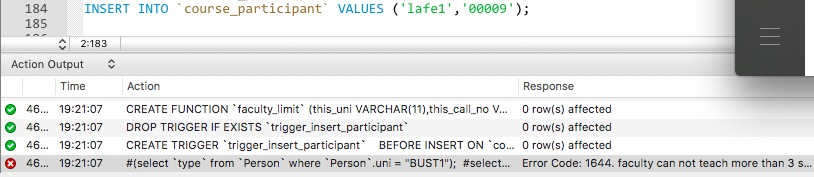 184 INSERT INTO `course_participant` VALUES ('lafe1','00009');
185
2:183
Action Output
Time Action Response
46... 19:21:07 CREATE FUNCTION `faculty_limit` (this_uni VARCHAR(11),this_call_no V... 0 row(s) affected
46... 19:21:07 DROP TRIGGER IF EXISTS `trigger_insert_participant` 0 row(s) affected
46... 19:21:07 CREATE TRIGGER `trigger_insert_participant` BEFORE INSERT ON `co... 0 row(s) affected
46... 19:21:07 #(select `type` from `Person` where `Person`.uni = "BUST1"); #select... Error Code: 1644. faculty can not teach more than 3 s...